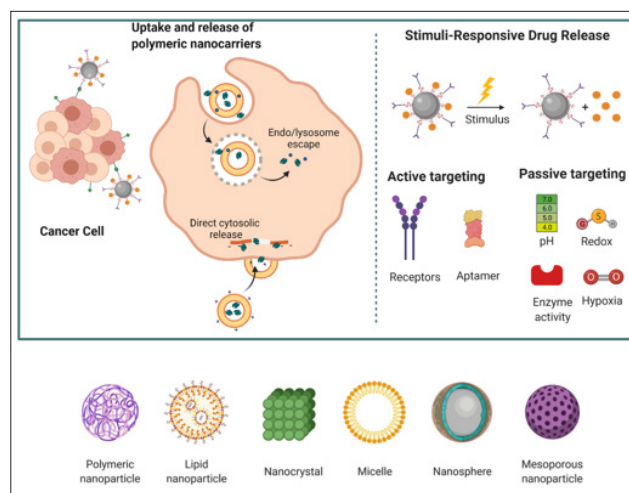 Uptake and release of
polymeric nanocarriers
Endo/lysosome
escape
Direct cytosolic
release
Cancer Cell
Stimuli-Responsive Drug Release
Stimulus
+
Active targeting
Receptors
Aptamer
Passive targeting
7.0
6.0
5.0
4.0
pH
G S
Redox
Enzyme
activity
O O
Hypoxia
Polymeric
nanoparticle
Lipid
nanoparticle
Nanocrystal
Micelle
Nanosphere
Mesoporous
nanoparticle